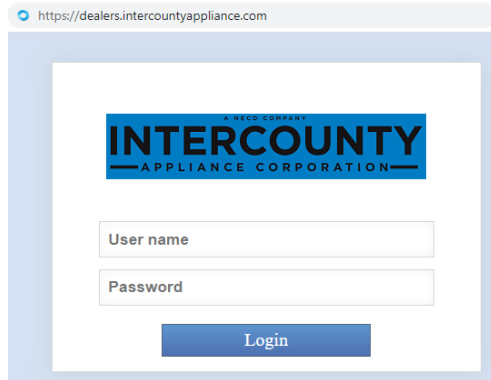 https://dealers.intercountyappliance.com
A NECO COMPANY
INTERCOUNTY
APPLIANCE CORPORATION
User name
Password
Login